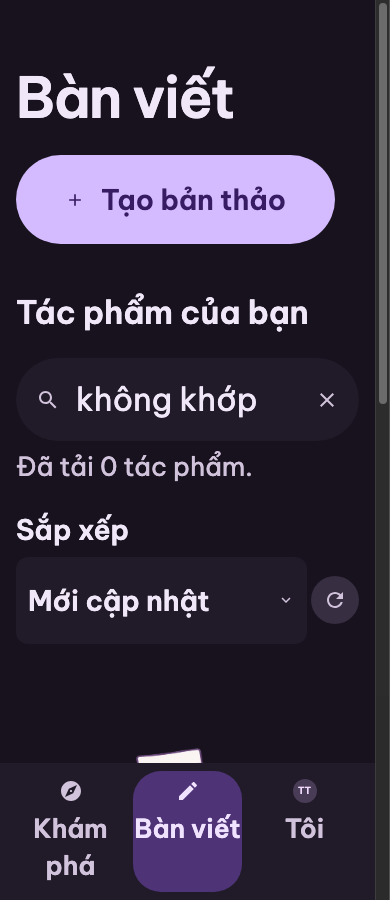 Bàn viết
+ Tạo bản thảo
Tác phẩm của bạn
không khớp
Đã tải 0 tác phẩm.
Sắp xếp
Mới cập nhật
Khám phá
Bàn viết
TT
Tôi